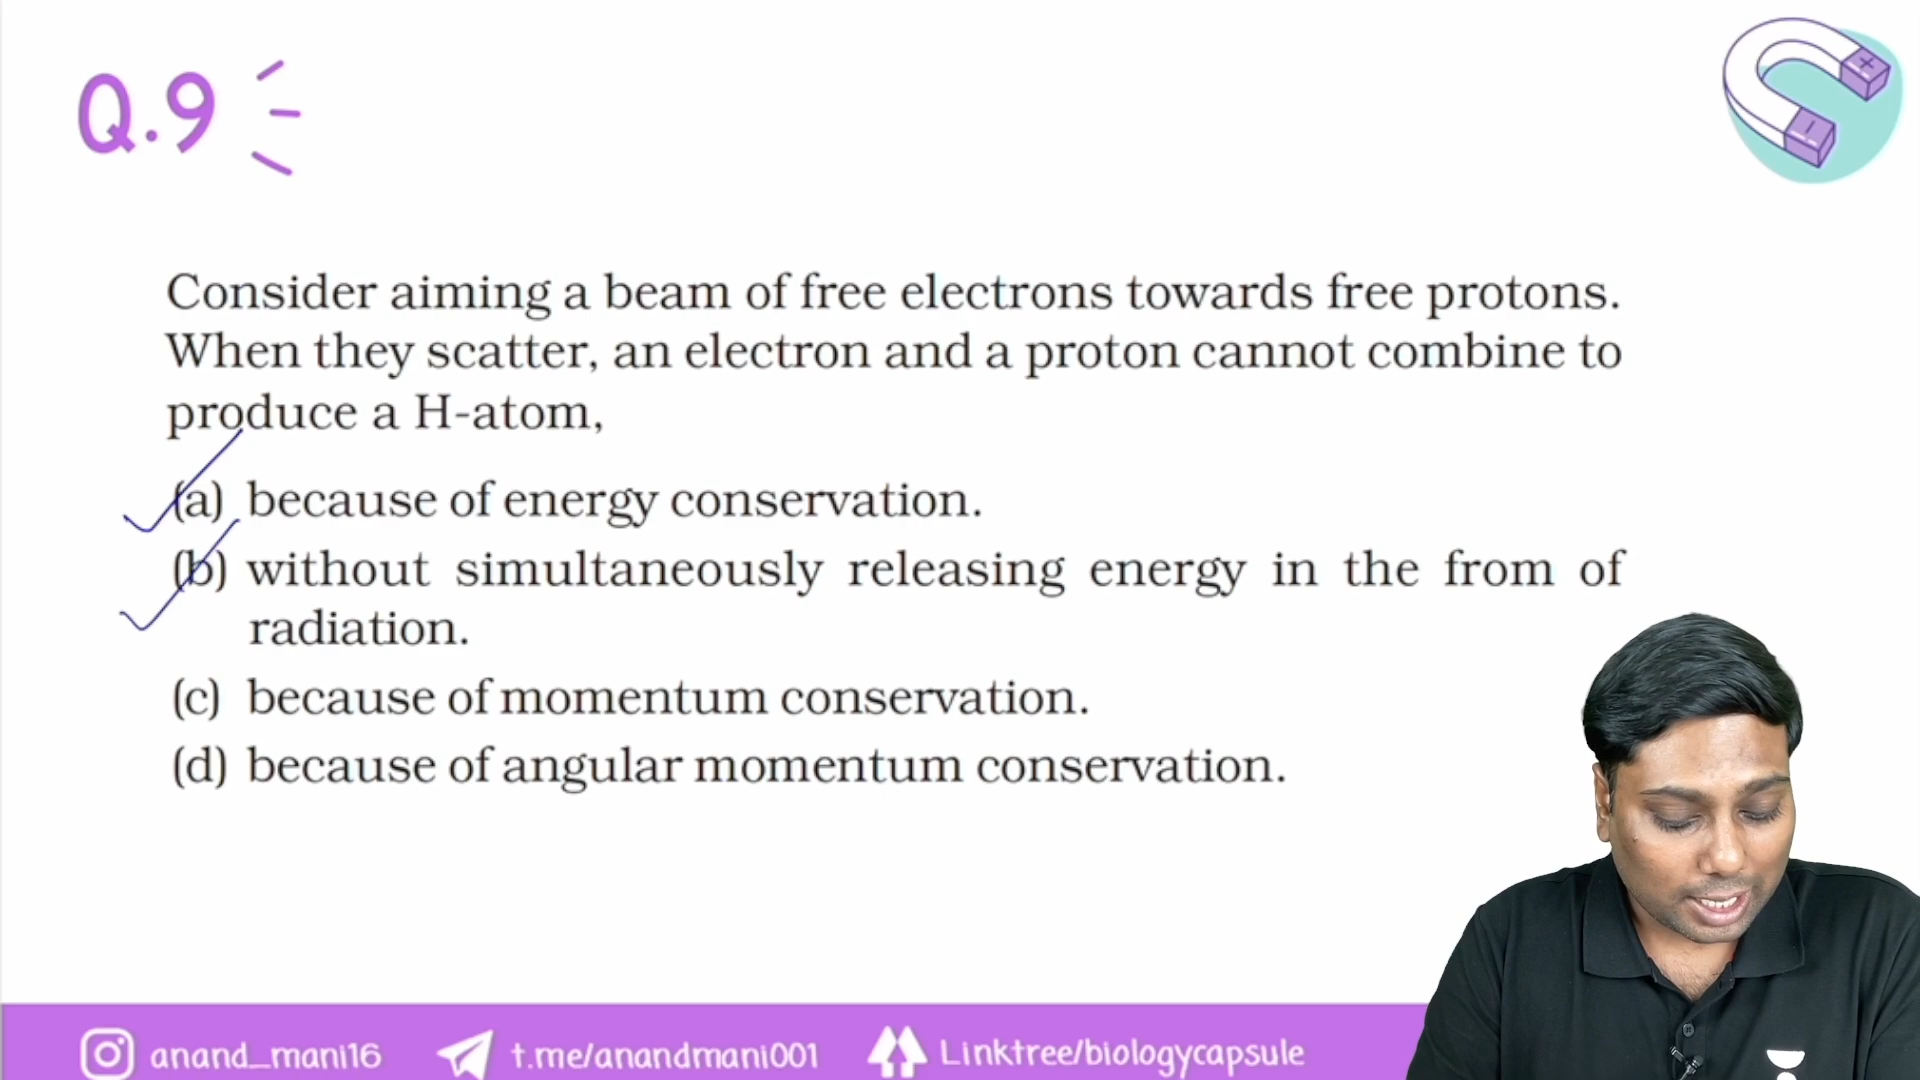 Q.9
Consider aiming a beam of free electrons towards free protons.
When they scatter, an electron and a proton cannot combine to
produce a H-atom,
(a) because of energy conservation.
(b) without simultaneously releasing energy in the from of
radiation.
(c) because of momentum conservation.
(d) because of angular momentum conservation.
anand_mani16 t.me/anandmani001 Linktree/biologycapsule